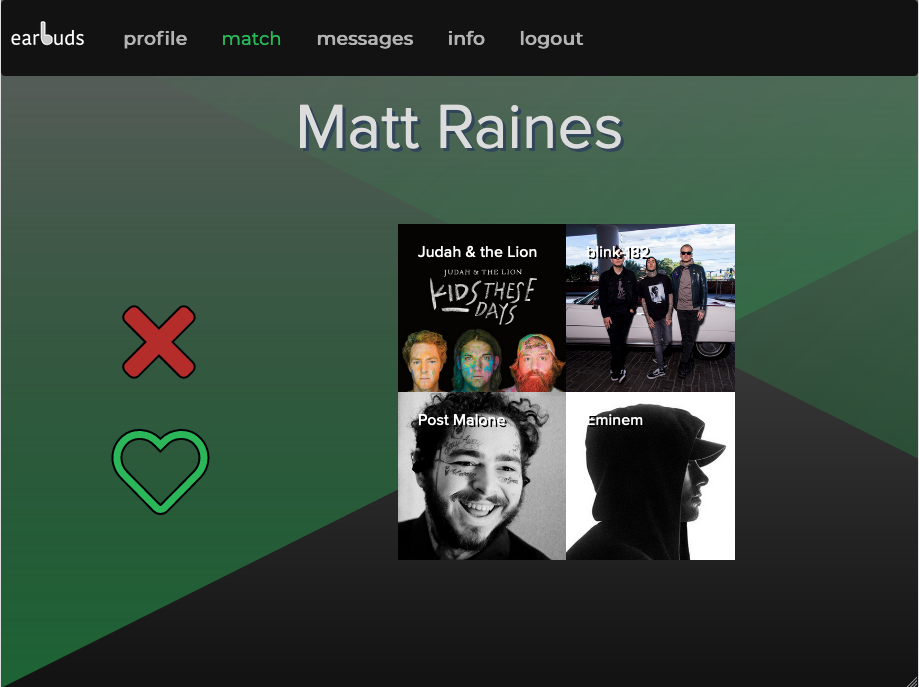 earbuds profile match messages info logout
Matt Raines
Judah & the Lion
blink-182
JUDAH & THE LION
KIDS THESE
DAYS
Post Malone
Eminem